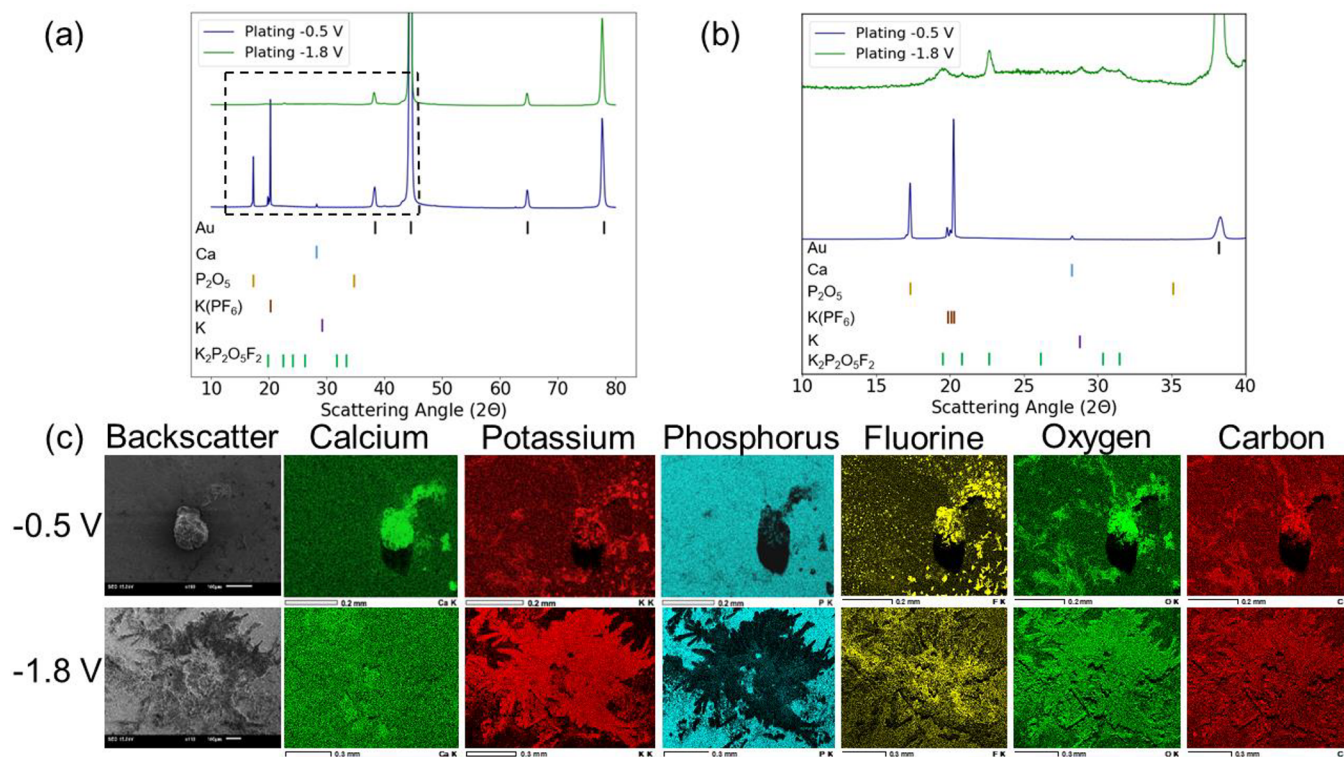 (a)
Plating -0.5 V
Plating -1.8 V
Au
Ca
P₂O₅
K(PF₆)
K
K₂P₂O₅F₂
10 20 30 40 50 60 70 80
Scattering Angle (2Θ)
(b)
Plating -0.5 V
Plating -1.8 V
Au
Ca
P₂O₅
K(PF₆)
K
K₂P₂O₅F₂
10 15 20 25 30 35 40
Scattering Angle (2Θ)
(c)
Backscatter Calcium Potassium Phosphorus Fluorine Oxygen Carbon
-0.5 V
0.2 mm Ca K
0.2 mm K K
0.2 mm P K
0.2 mm F K
0.2 mm O K
0.2 mm C
-1.8 V
0.3 mm Ca K
0.3 mm K K
0.3 mm P K
0.3 mm F K
0.3 mm O K
0.3 mm C